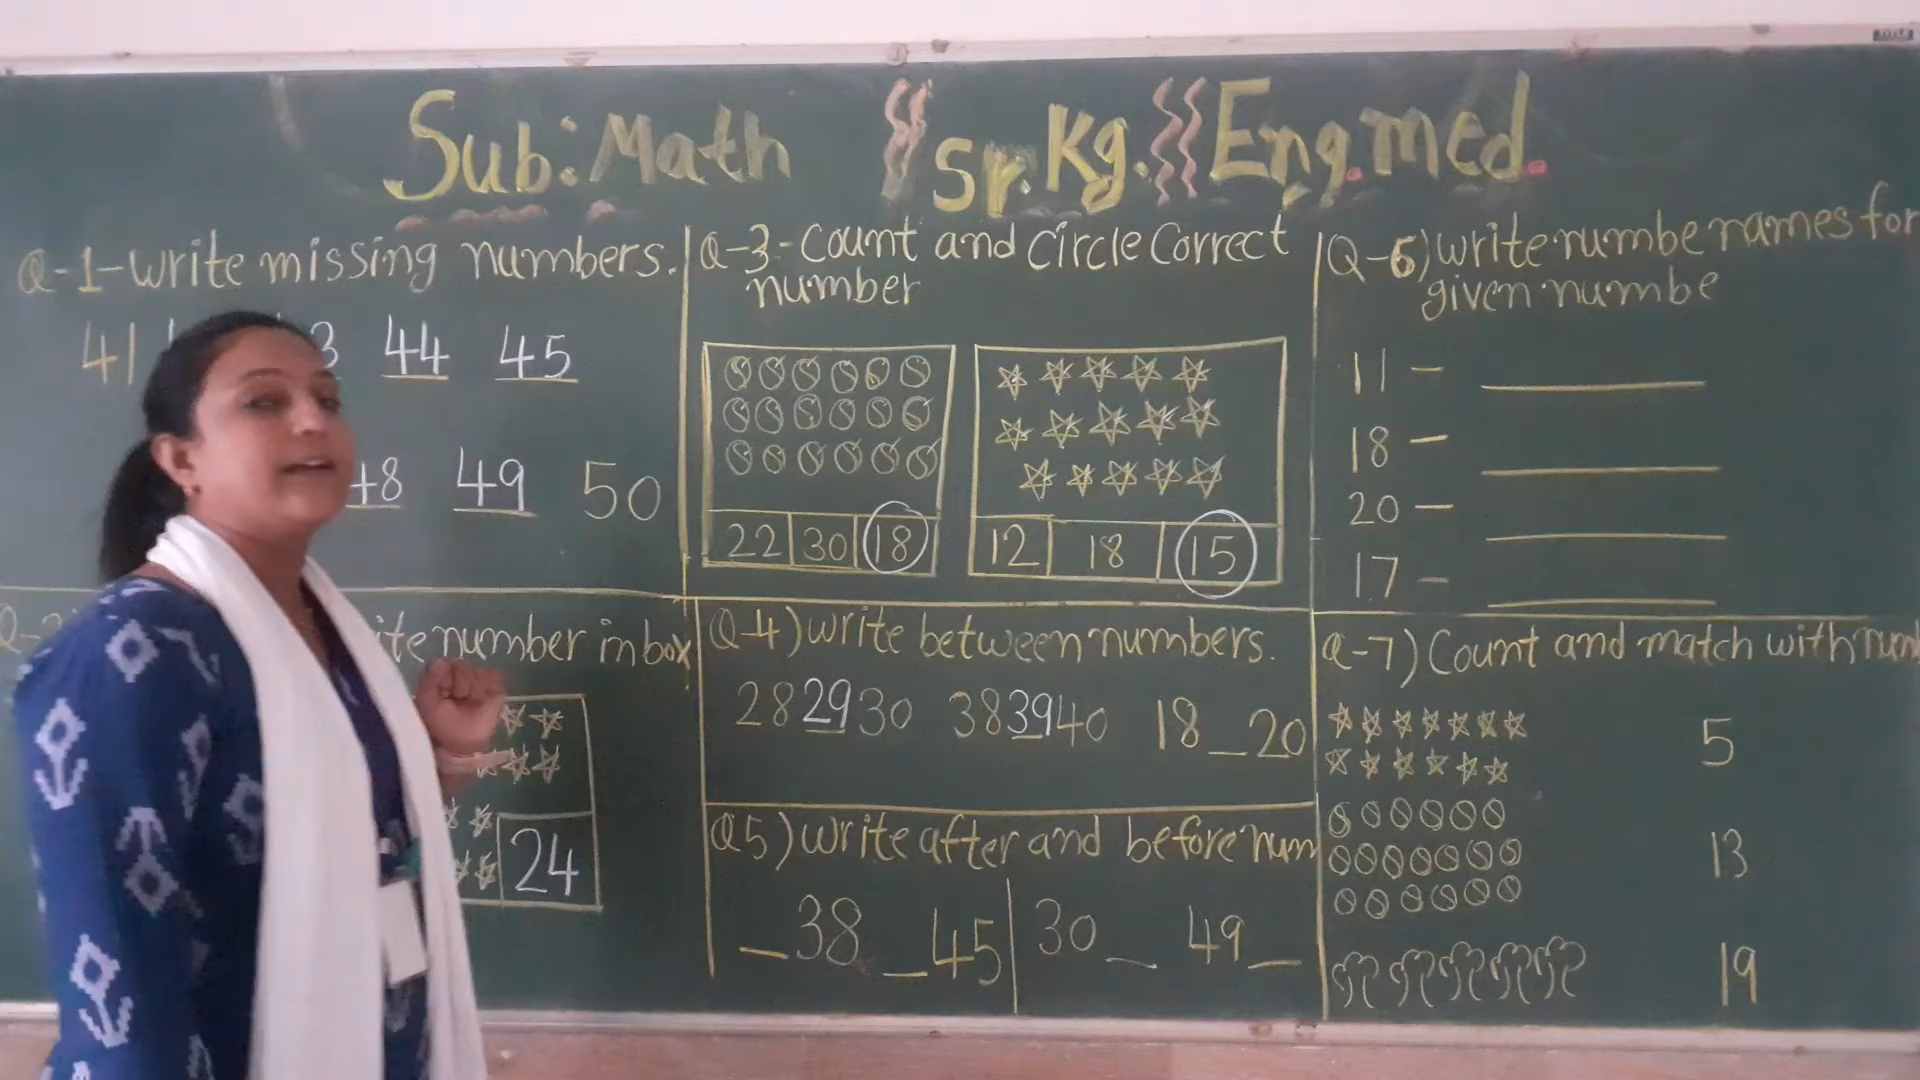 Sub: Math Sr. Kg. Eng. med.
Q-1-write missing numbers.
41 3 44 45
48 49 50
ite number in box
24
Q-3-Count and circle Correct
number
22 30 18
12 18 15
Q-4) write between numbers.
28 29 30 38 39 40 18 _ 20
Q5) write after and before num
_ 38 _ 45 30 _ 49 _
Q-6) write numbe names for
given numbe
11 -
18 -
20 -
17 -
Q-7) Count and match with num
5
13
19